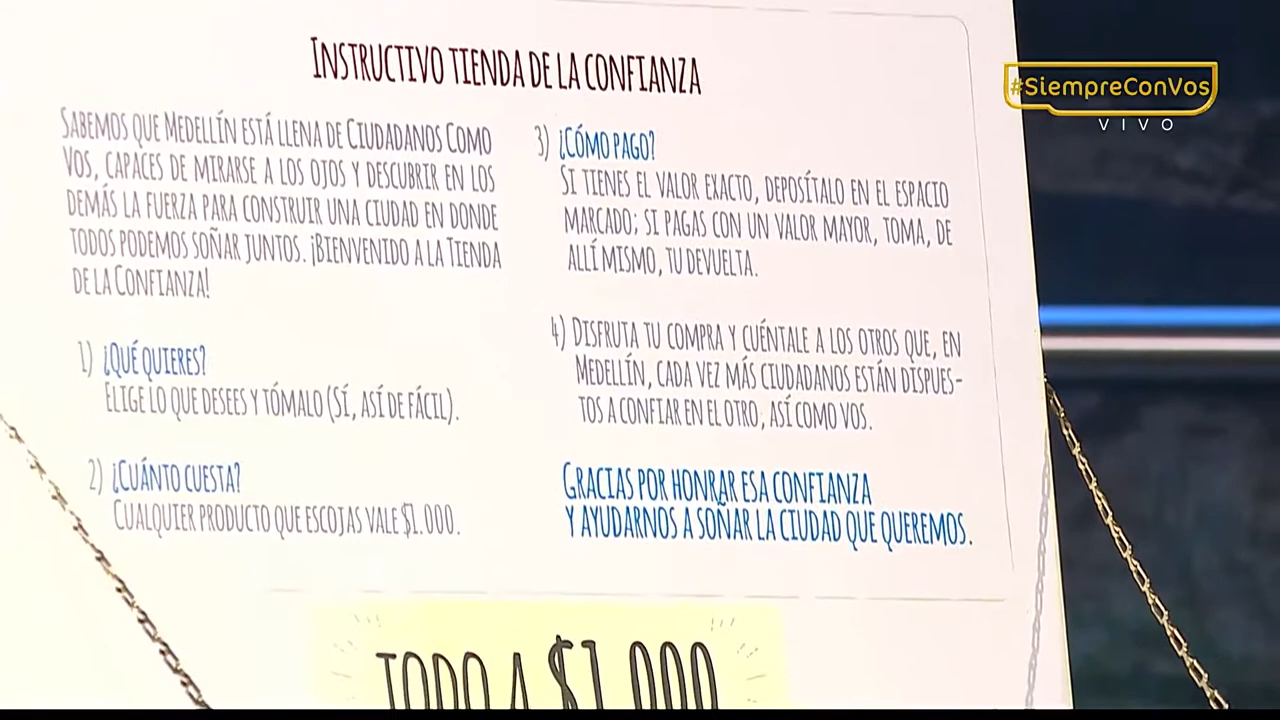 INSTRUCTIVO TIENDA DE LA CONFIANZA
SABEMOS QUE MEDELLÍN ESTÁ LLENA DE CIUDADANOS COMO
VOS, CAPACES DE MIRARSE A LOS OJOS Y DESCUBRIR EN LOS
DEMÁS LA FUERZA PARA CONSTRUIR UNA CIUDAD EN DONDE
TODOS PODEMOS SOÑAR JUNTOS. ¡BIENVENIDO A LA TIENDA
DE LA CONFIANZA!
1) ¿QUÉ QUIERES?
ELIGE LO QUE DESEES Y TÓMALO (SÍ, ASÍ DE FÁCIL).
2) ¿CUÁNTO CUESTA?
CUALQUIER PRODUCTO QUE ESCOJAS VALE $1.000.
3) ¿CÓMO PAGO?
SI TIENES EL VALOR EXACTO, DEPOSÍTALO EN EL ESPACIO
MARCADO; SI PAGAS CON UN VALOR MAYOR, TOMA, DE
ALLÍ MISMO, TU DEVUELTA.
4) DISFRUTA TU COMPRA Y CUÉNTALE A LOS OTROS QUE, EN
MEDELLÍN, CADA VEZ MÁS CIUDADANOS ESTÁN DISPUES-
TOS A CONFIAR EN EL OTRO, ASÍ COMO VOS.
GRACIAS POR HONRAR ESA CONFIANZA
Y AYUDARNOS A SOÑAR LA CIUDAD QUE QUEREMOS.
TODO A $1.000
#SiempreConVos
VIVO